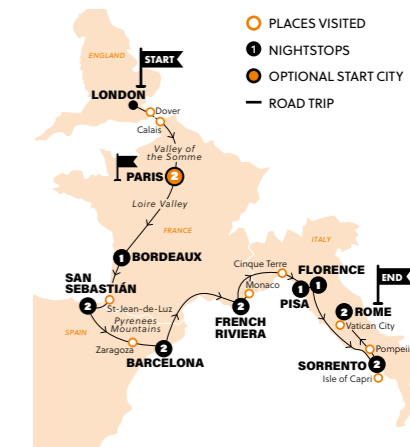 PLACES VISITED
1 NIGHTSTOPS
OPTIONAL START CITY
ROAD TRIP
ENGLAND
START
LONDON
Dover
Calais
Valley of
the Somme
PARIS 2
Loire Valley
FRANCE
1 BORDEAUX
SAN
SEBASTIÁN
2
St-Jean-de-Luz
Pyrenees
Mountains
SPAIN
Zaragoza
2
BARCELONA
Cinque Terre
Monaco
2
FRENCH
RIVIERA
ITALY
FLORENCE
1 1
PISA
END
2 ROME
Vatican City
Pompeii
SORRENTO 2
Isle of Capri